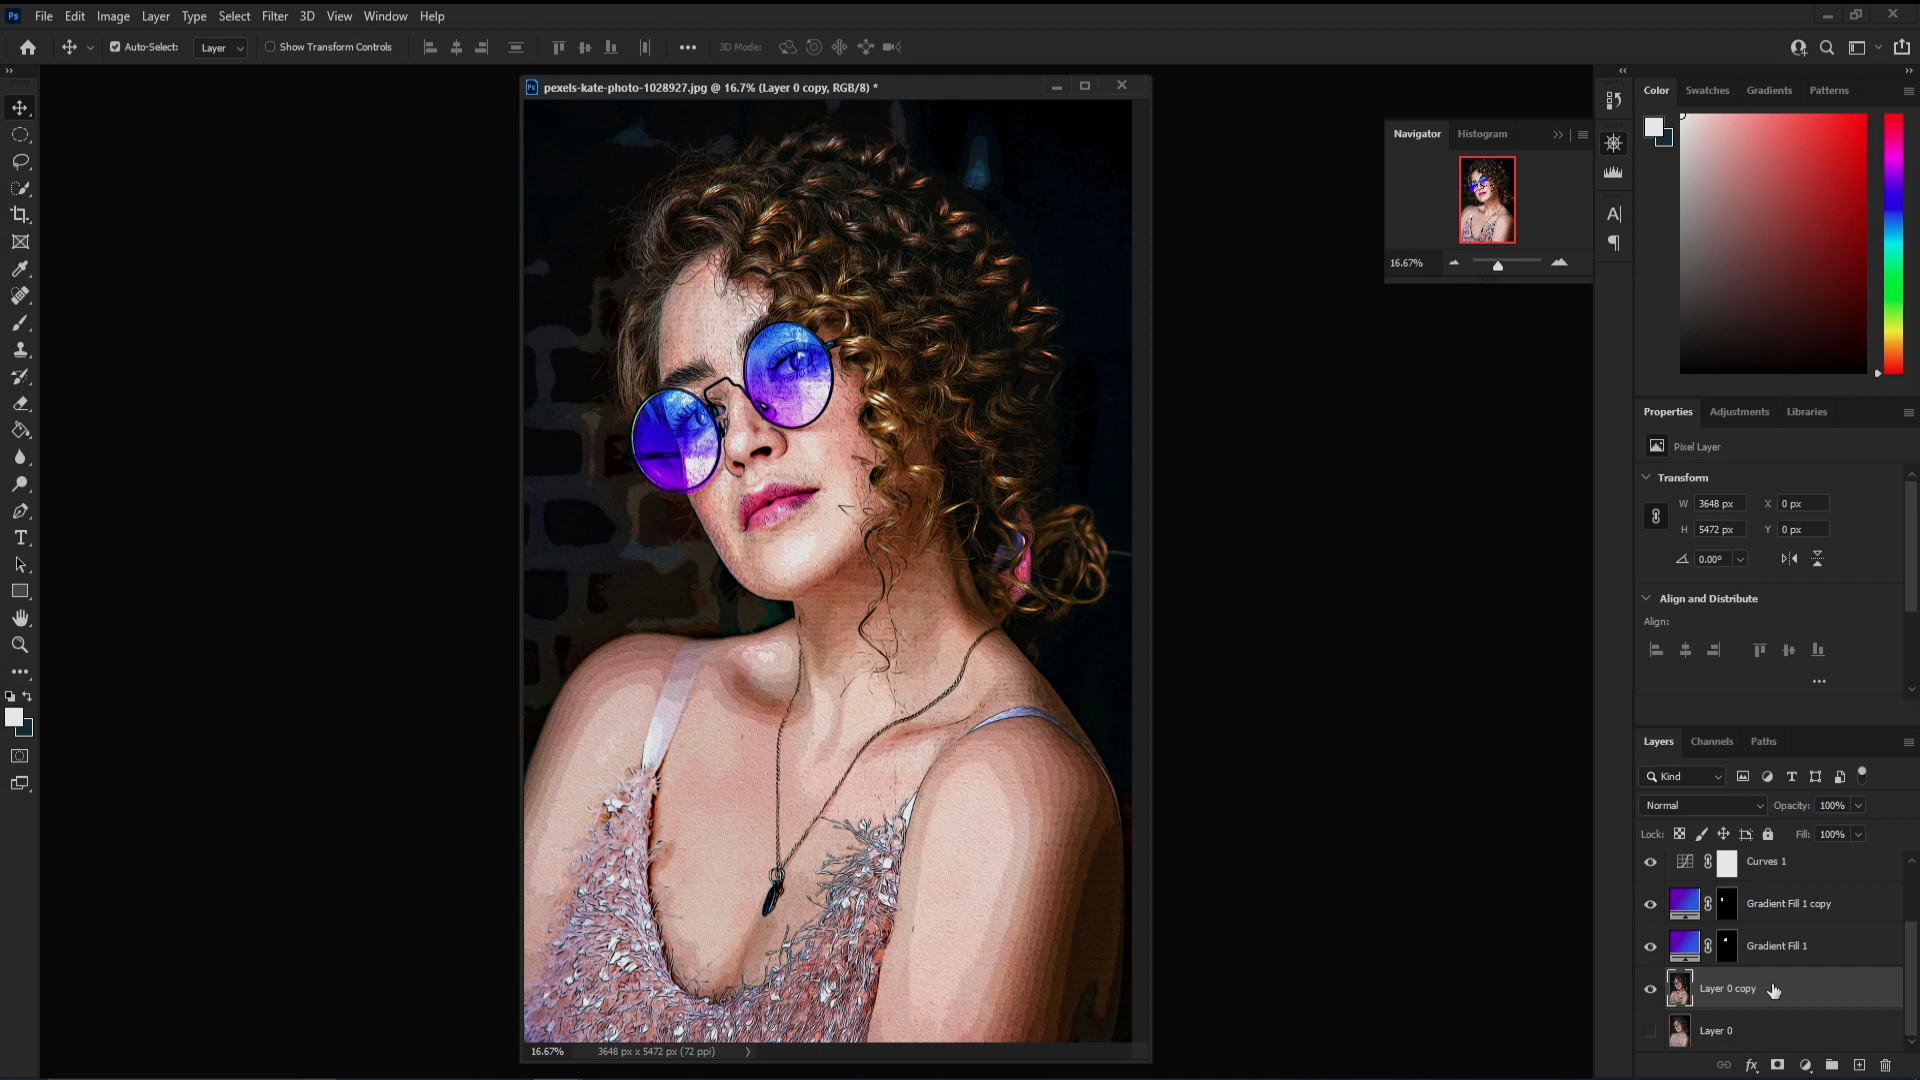 Ps File Edit Image Layer Type Select Filter 3D View Window Help
Auto-Select: Layer Show Transform Controls 3D Mode:
Ps pexels-kate-photo-1028927.jpg @ 16.7% (Layer 0 copy, RGB/8) *
Navigator Histogram
16.67%
Color Swatches Gradients Patterns
Properties Adjustments Libraries
Pixel Layer
Transform
W 3648 px X 0 px
H 5472 px Y 0 px
0.00°
Align and Distribute
Align:
Layers Channels Paths
Kind
Normal Opacity: 100%
Lock: Fill: 100%
Curves 1
Gradient Fill 1 copy
Gradient Fill 1
Layer 0 copy
Layer 0
fx
16.67% 3648 px x 5472 px (72 ppi)